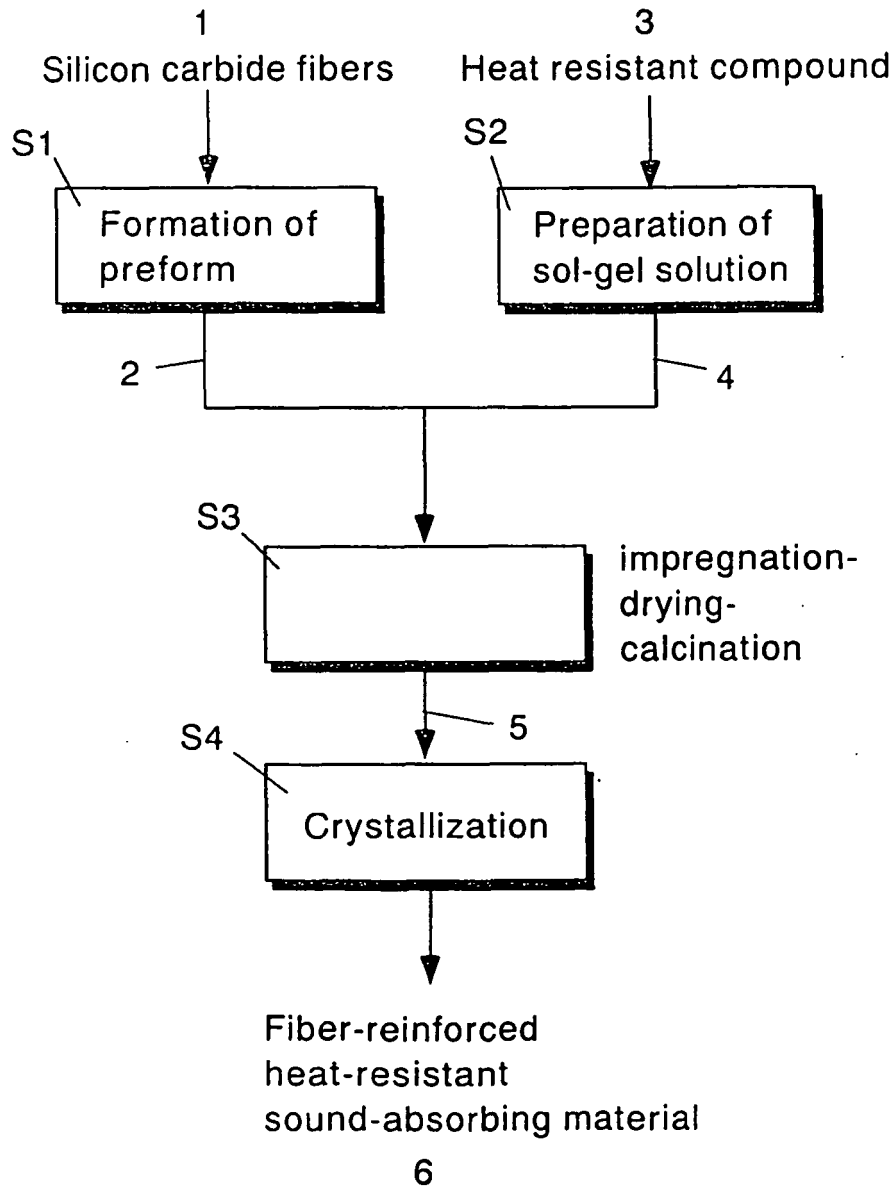 1
Silicon carbide fibers
3
Heat resistant compound
S1
Formation of
preform
S2
Preparation of
sol-gel solution
2
4
S3
impregnation-
drying-
calcination
5
S4
Crystallization
Fiber-reinforced
heat-resistant
sound-absorbing material
6